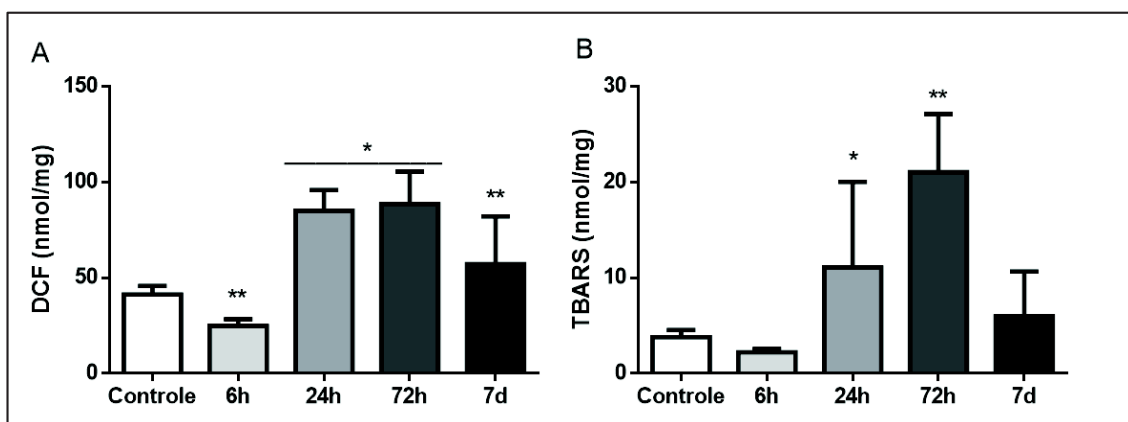 A
DCF (nmol/mg)
150
100
50
0
*
**
**
Controle 6h 24h 72h 7d
B
TBARS (nmol/mg)
30
20
10
0
*
**
Controle 6h 24h 72h 7d